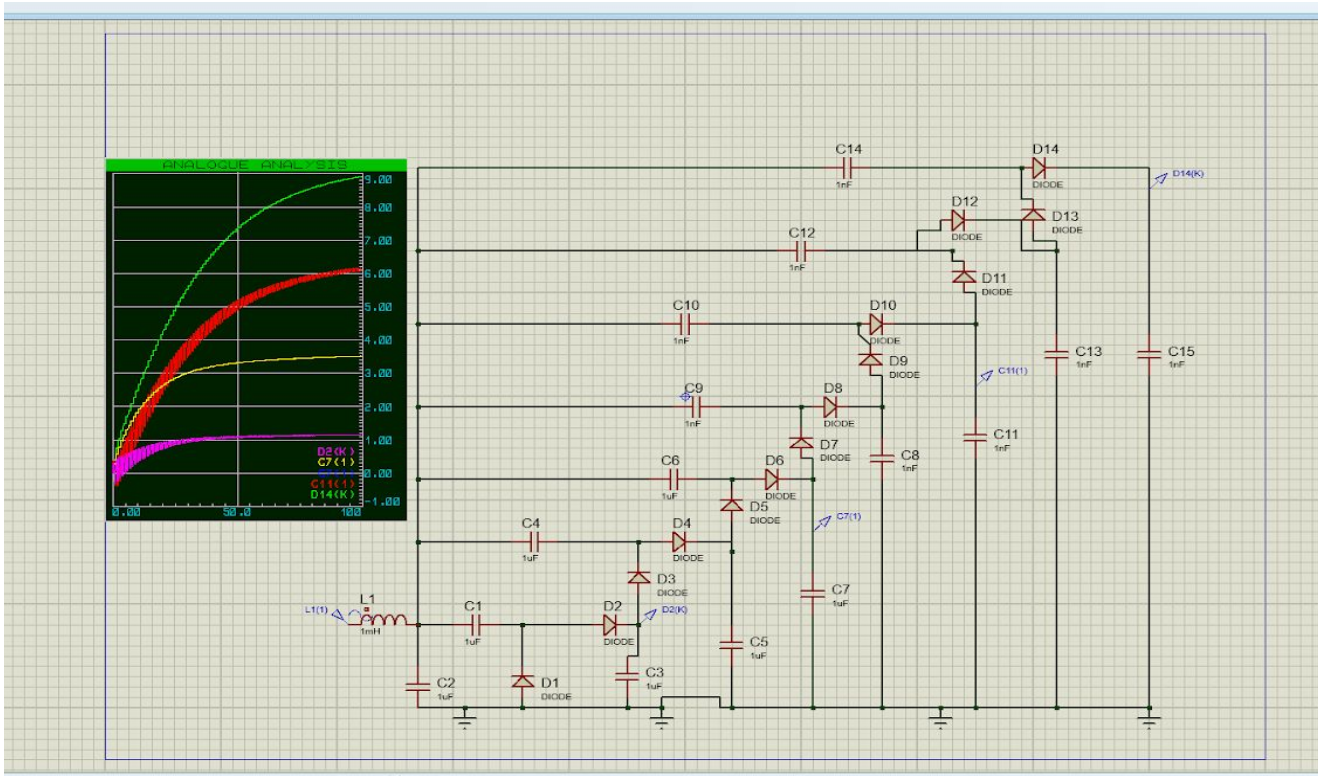 ANALOGUE ANALYSIS
9.00
8.00
7.00
6.00
5.00
4.00
3.00
2.00
1.00
0.00
-1.00
D2(K)
C7(1)
C11(1)
D14(K)
0.00
50.0
100
C14
1nF
D14
DIODE
D14(K)
D12
DIODE
D13
DIODE
C12
1nF
D11
DIODE
C10
1nF
D10
DIODE
D9
DIODE
C13
1nF
C15
1nF
C11(1)
C9
1nF
D8
DIODE
D7
DIODE
C11
1nF
C8
1nF
C6
1uF
D6
DIODE
D5
DIODE
C7(1)
C4
1uF
D4
DIODE
D3
DIODE
C7
1uF
L1(1)
L1
1mH
C1
1uF
D2
DIODE
D2(K)
C5
1uF
C2
1uF
D1
DIODE
C3
1uF